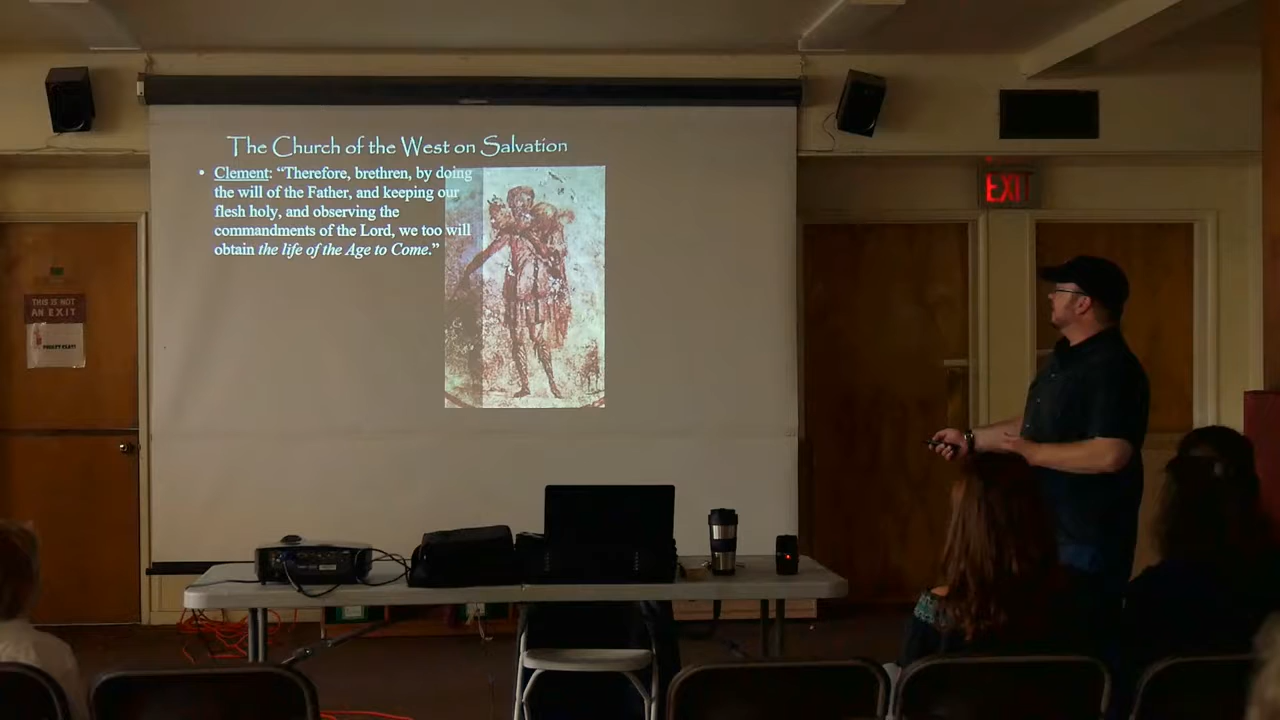 The Church of the West on Salvation
• Clement: “Therefore, brethren, by doing
the will of the Father, and keeping our
flesh holy, and observing the
commandments of the Lord, we too will
obtain the life of the Age to Come.”
EXIT
THIS IS NOT
AN EXIT